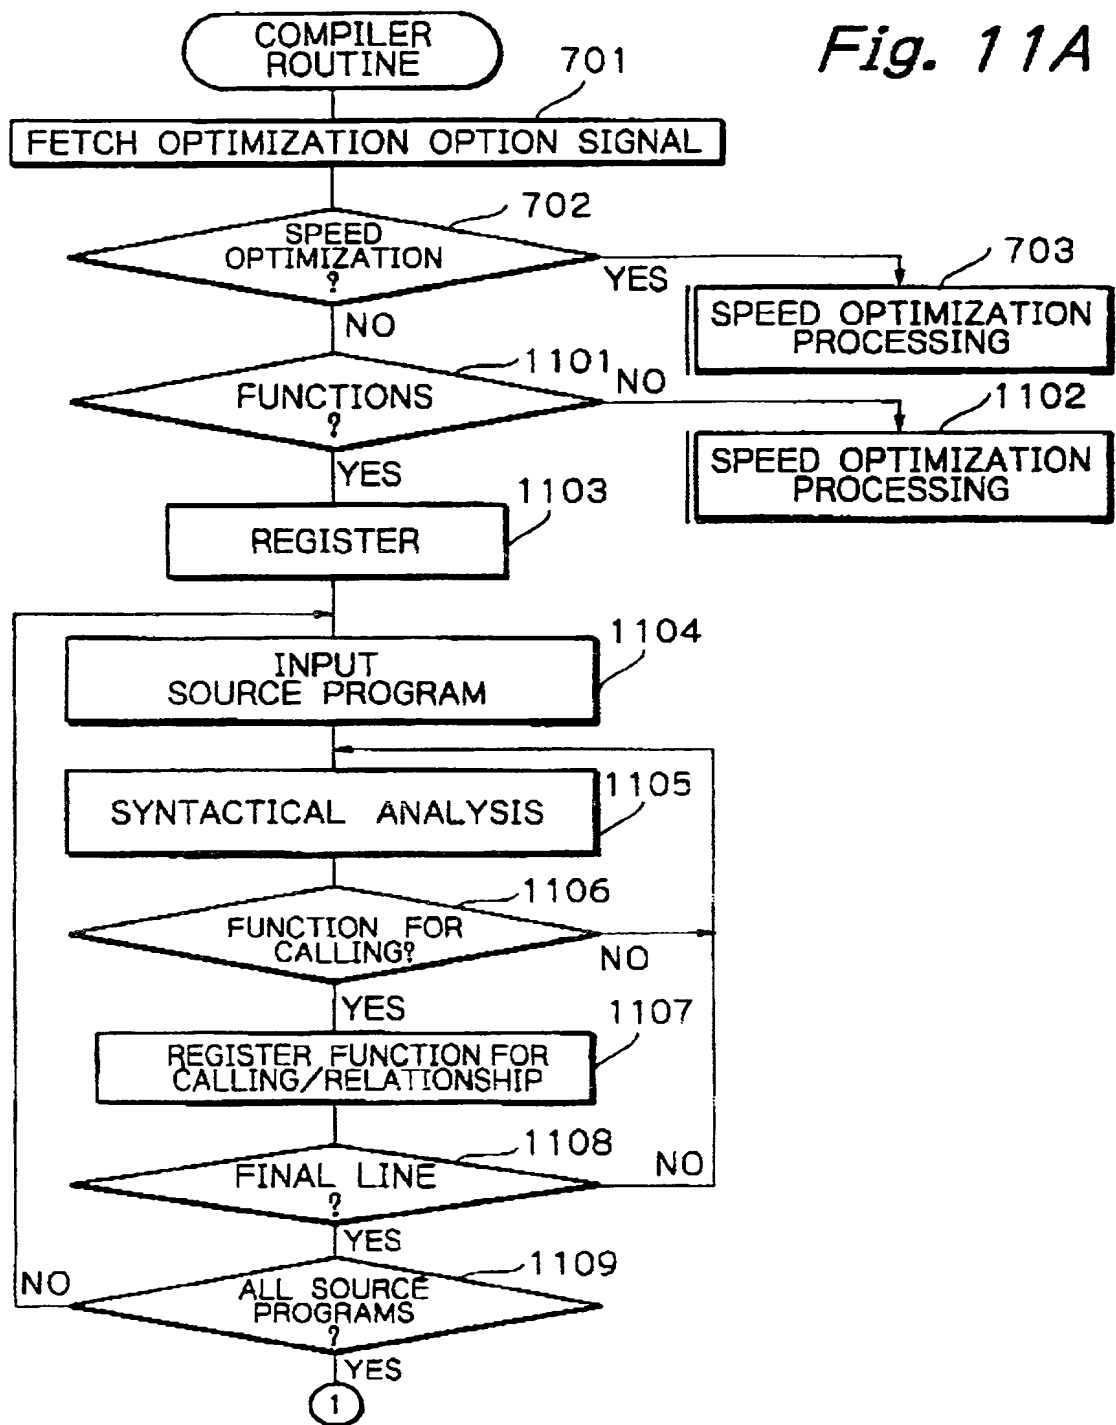 COMPILER
ROUTINE
Fig. 11A
701
FETCH OPTIMIZATION OPTION SIGNAL
702
SPEED
OPTIMIZATION
?
YES
703
SPEED OPTIMIZATION
PROCESSING
NO
1101
FUNCTIONS
?
NO
1102
SPEED OPTIMIZATION
PROCESSING
YES
1103
REGISTER
1104
INPUT
SOURCE PROGRAM
1105
SYNTACTICAL ANALYSIS
1106
FUNCTION FOR
CALLING?
NO
YES
1107
REGISTER FUNCTION FOR
CALLING/RELATIONSHIP
1108
FINAL LINE
?
NO
YES
1109
NO
ALL SOURCE
PROGRAMS
?
YES
1